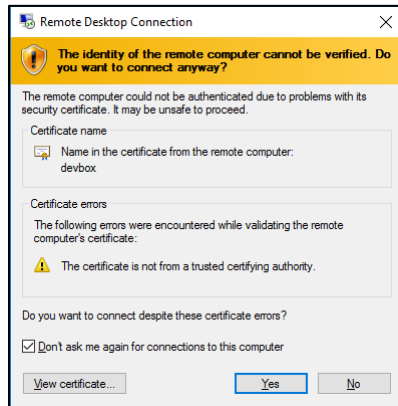 Remote Desktop Connection
The identity of the remote computer cannot be verified. Do
you want to connect anyway?
The remote computer could not be authenticated due to problems with its
security certificate. It may be unsafe to proceed.
Certificate name
Name in the certificate from the remote computer:
devbox
Certificate errors
The following errors were encountered while validating the remote
computer's certificate:
The certificate is not from a trusted certifying authority.
Do you want to connect despite these certificate errors?
Don't ask me again for connections to this computer
View certificate... Yes No